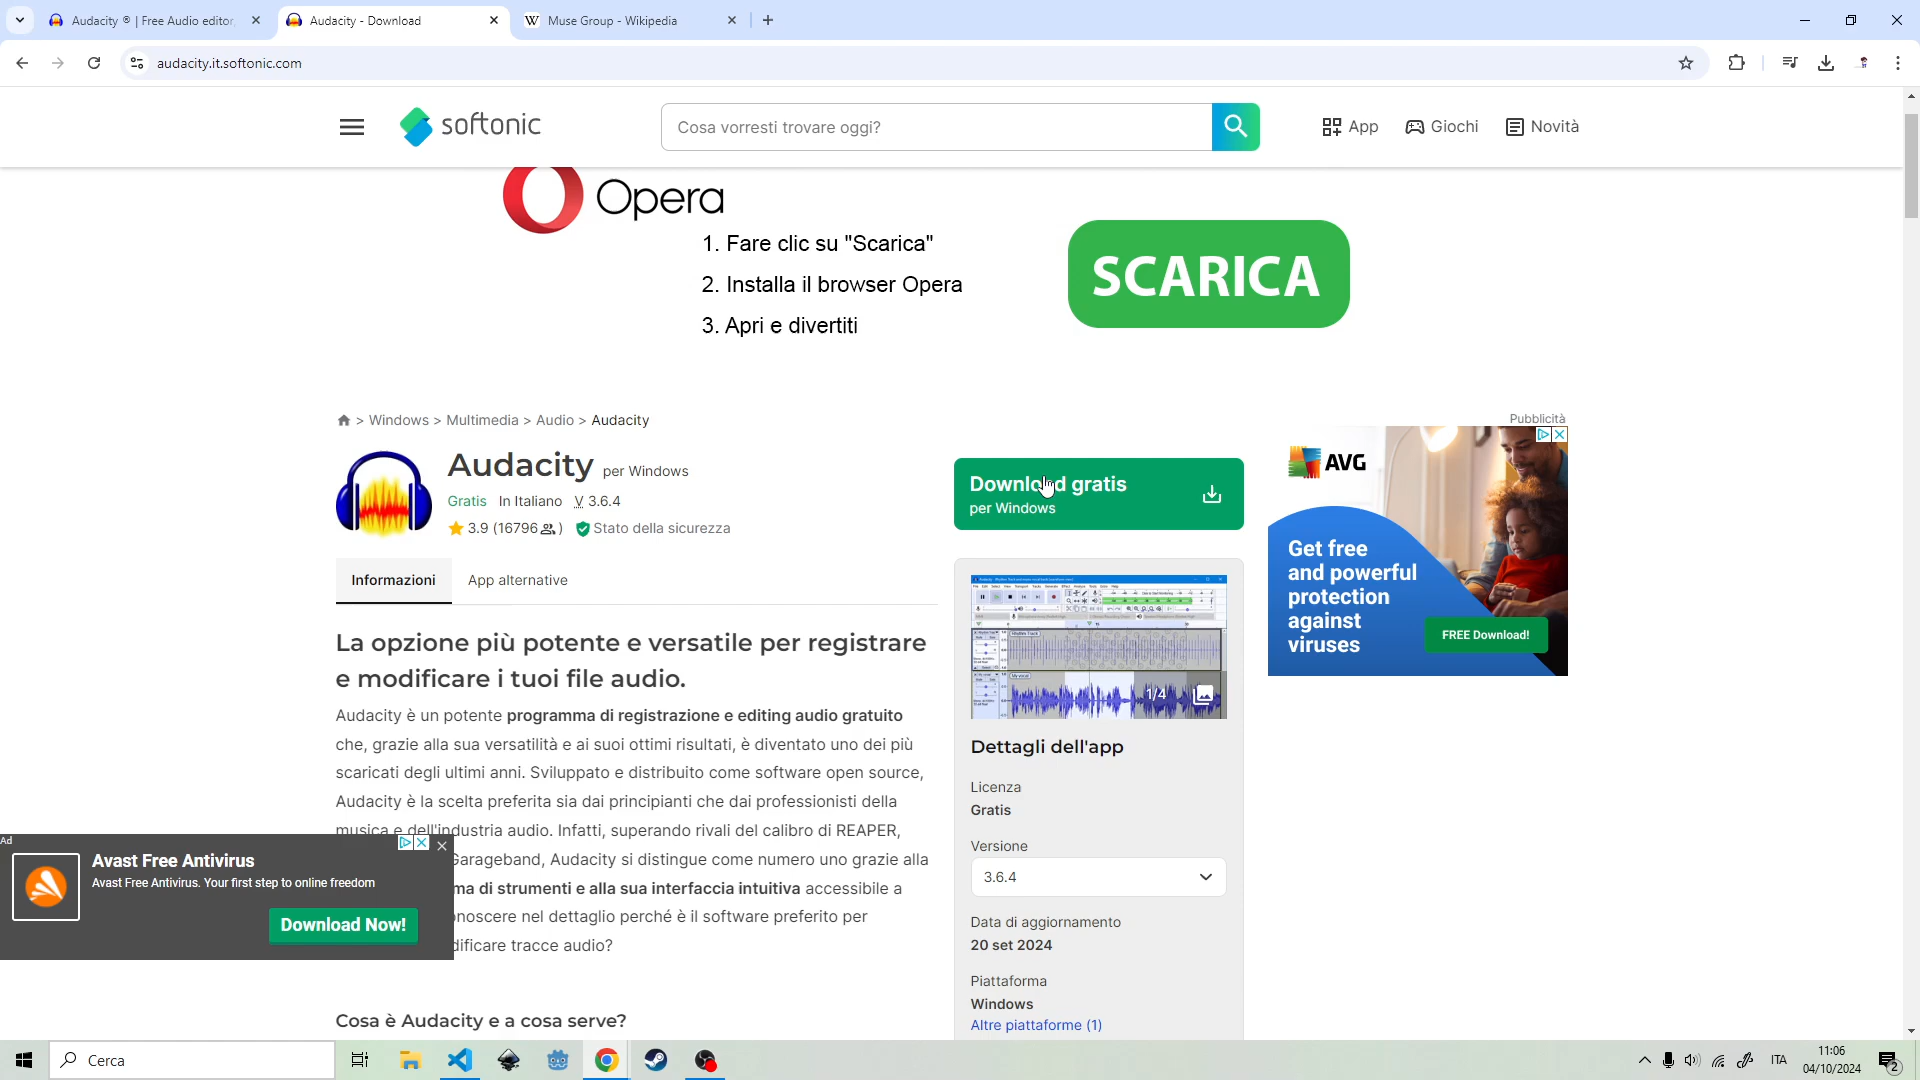 Audacity ® | Free Audio editor,
Audacity - Download
Muse Group - Wikipedia
audacity.it.softonic.com
softonic
Cosa vorresti trovare oggi?
App
Giochi
Novità
Opera
1. Fare clic su "Scarica"
2. Installa il browser Opera
3. Apri e divertiti
SCARICA
> Windows > Multimedia > Audio > Audacity
Audacity per Windows
Gratis In Italiano V 3.6.4
3.9 (16796) Stato della sicurezza
Download gratis
per Windows
Pubblicità
AVG
Get free
and powerful
protection
against
viruses
FREE Download!
Informazioni
App alternative
La opzione più potente e versatile per registrare
e modificare i tuoi file audio.
Audacity è un potente programma di registrazione e editing audio gratuito
che, grazie alla sua versatilità e ai suoi ottimi risultati, è diventato uno dei più
scaricati degli ultimi anni. Sviluppato e distribuito come software open source,
Audacity è la scelta preferita sia dai principianti che dai professionisti della
musica e dell'industria audio. Infatti, superando rivali del calibro di REAPER,
Garageband, Audacity si distingue come numero uno grazie alla
ma di strumenti e alla sua interfaccia intuitiva accessibile a
onoscere nel dettaglio perché è il software preferito per
dificare tracce audio?
Cosa è Audacity e a cosa serve?
1/4
Dettagli dell'app
Licenza
Gratis
Versione
3.6.4
Data di aggiornamento
20 set 2024
Piattaforma
Windows
Altre piattaforme (1)
Ad
Avast Free Antivirus
Avast Free Antivirus. Your first step to online freedom
Download Now!
Cerca
ITA
11:06
04/10/2024
2